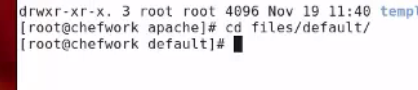 drwxr-xr-x. 3 root root 4096 Nov 19 11:40 templ
[root@chefwork apache]# cd files/default/
[root@chefwork default]#